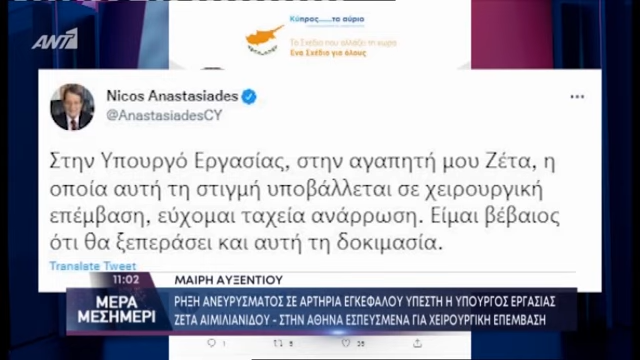 ANT1
Κύπρος......το αύριο
Το Σχέδιο που αλλάζει τη χώρα
Ένα Σχέδιο για όλους
Nicos Anastasiades
@AnastasiadesCY
Στην Υπουργό Εργασίας, στην αγαπητή μου Ζέτα, η
οποία αυτή τη στιγμή υποβάλλεται σε χειρουργική
επέμβαση, εύχομαι ταχεία ανάρρωση. Είμαι βέβαιος
ότι θα ξεπεράσει και αυτή τη δοκιμασία.
Translate Tweet
11:02
ΜΑΙΡΗ ΑΥΞΕΝΤΙΟΥ
ΜΕΡΑ
ΜΕΣΗΜΕΡΙ
ΡΗΞΗ ΑΝΕΥΡΥΣΜΑΤΟΣ ΣΕ ΑΡΤΗΡΙΑ ΕΓΚΕΦΑΛΟΥ ΥΠΕΣΤΗ Η ΥΠΟΥΡΓΟΣ ΕΡΓΑΣΙΑΣ
ΖΕΤΑ ΑΙΜΙΛΙΑΝΙΔΟΥ - ΣΤΗΝ ΑΘΗΝΑ ΕΣΠΕΥΣΜΕΝΑ ΓΙΑ ΧΕΙΡΟΥΡΓΙΚΗ ΕΠΕΜΒΑΣΗ